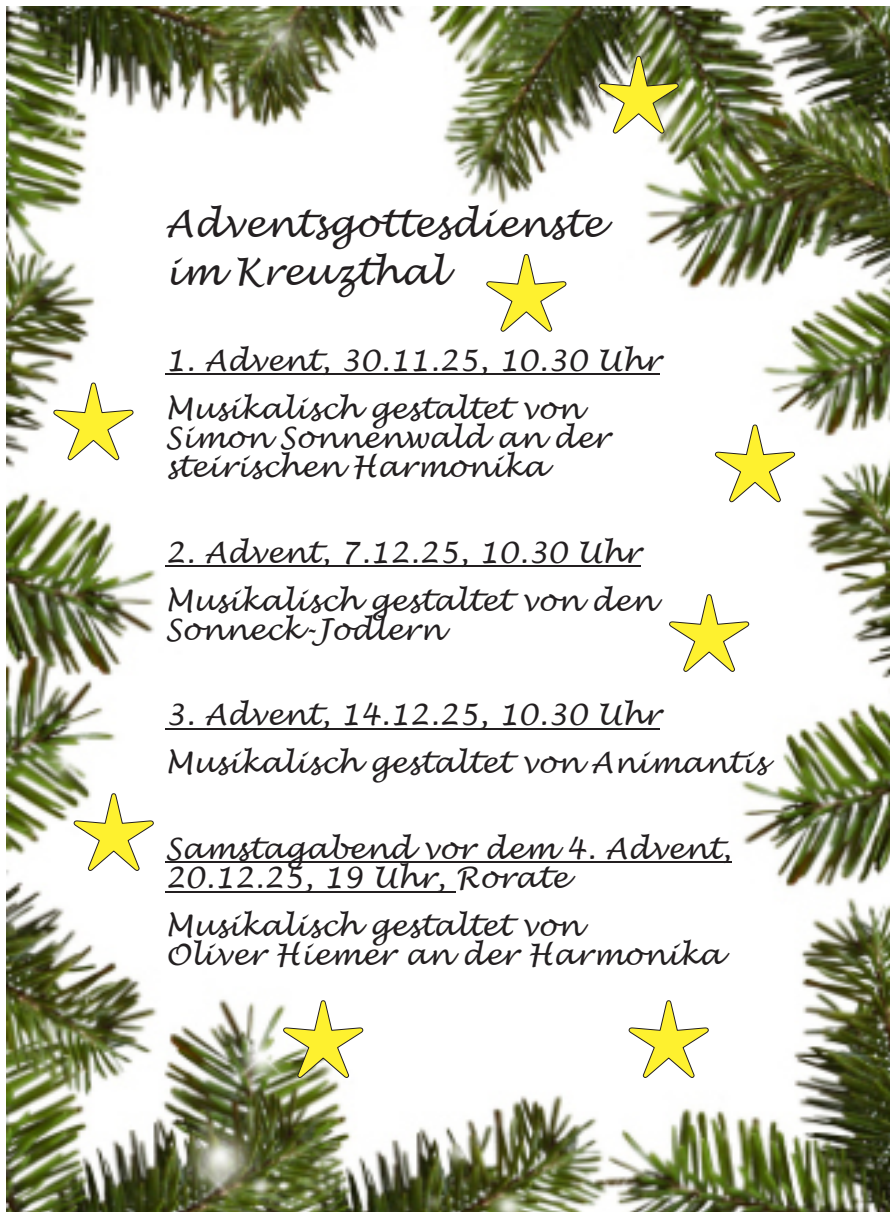 Adventsgottesdienste
im Kreuzthal
1. Advent, 30.11.25, 10.30 Uhr
Musikalisch gestaltet von
Simon Sonnenwald an der
steirischen Harmonika
2. Advent, 7.12.25, 10.30 Uhr
Musikalisch gestaltet von den
Sonneck-Jodlern
3. Advent, 14.12.25, 10.30 Uhr
Musikalisch gestaltet von Animantis
Samstagabend vor dem 4. Advent,
20.12.25, 19 Uhr, Rorate
Musikalisch gestaltet von
Oliver Hiemer an der Harmonika